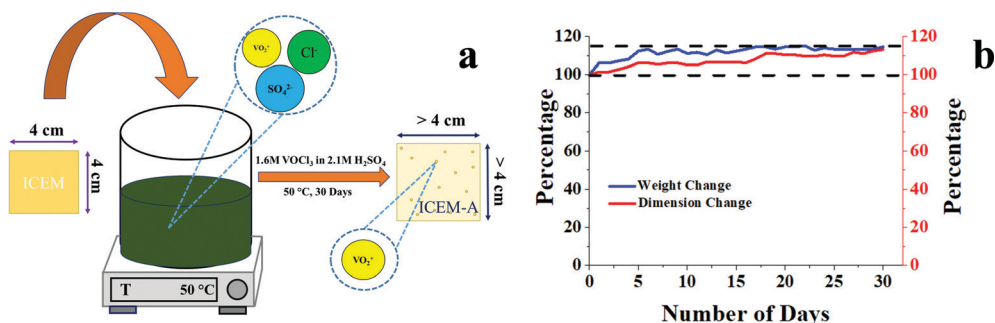 a
VO₂⁺
Cl⁻
SO₄²⁻
4 cm
ICEM
4 cm
1.6M VOCl₃ in 2.1M H₂SO₄
50 °C, 30 Days
> 4 cm
ICEM-A
> 4 cm
VO₂⁺
T 50 °C
b
Percentage
120
100
80
60
40
20
0
Weight Change
Dimension Change
120
100
80
60
40
20
0
Percentage
0 5 10 15 20 25 30
Number of Days